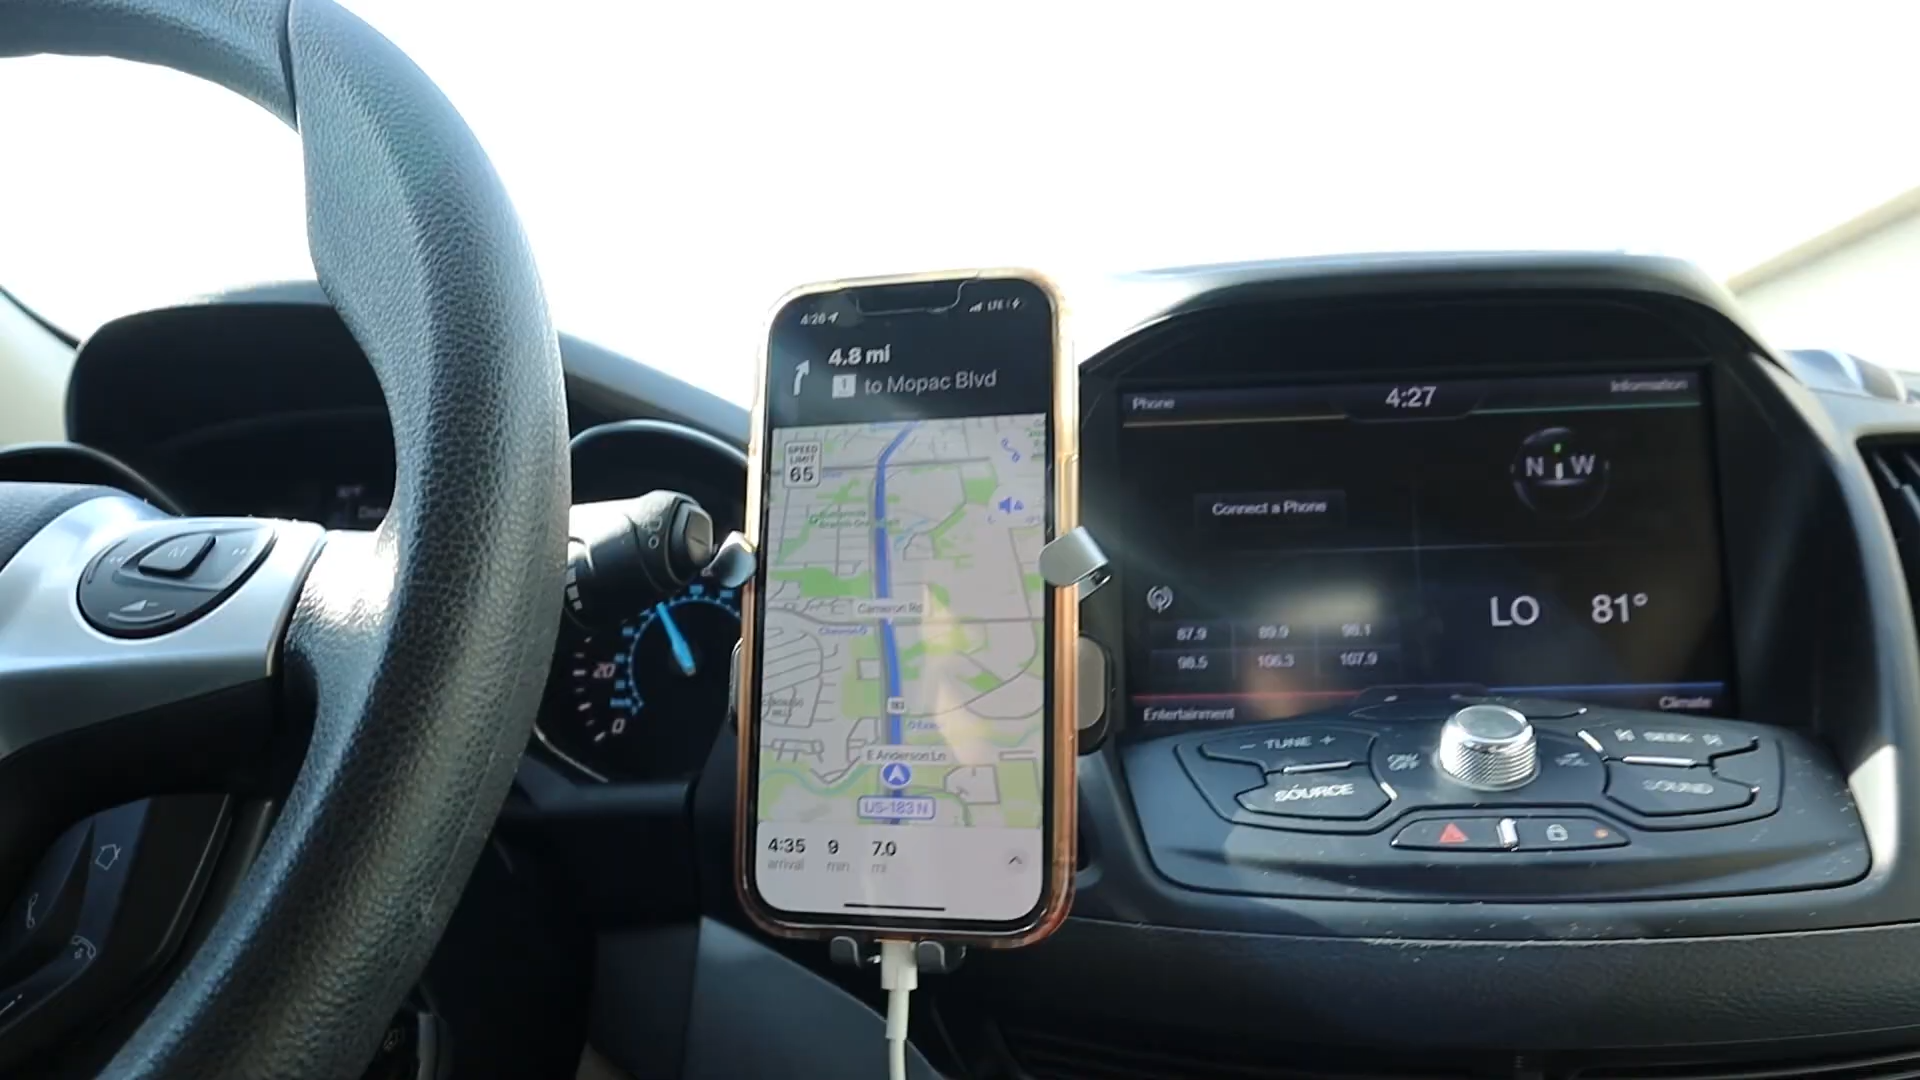 4:26
LTE
4.8 mi
1 to Mopac Blvd
SPEED
LIMIT
65
Cameron Rd
183
E Anderson Ln
US-183 N
4:35 9 7.0
arrival min mi
20
0
Phone 4:27 Information
N W
Connect a Phone
LO 81°
87.9 89.9
98.5 106.3 107.9
Entertainment Climate
− TUNE + SEEK
SOURCE SOUND
M